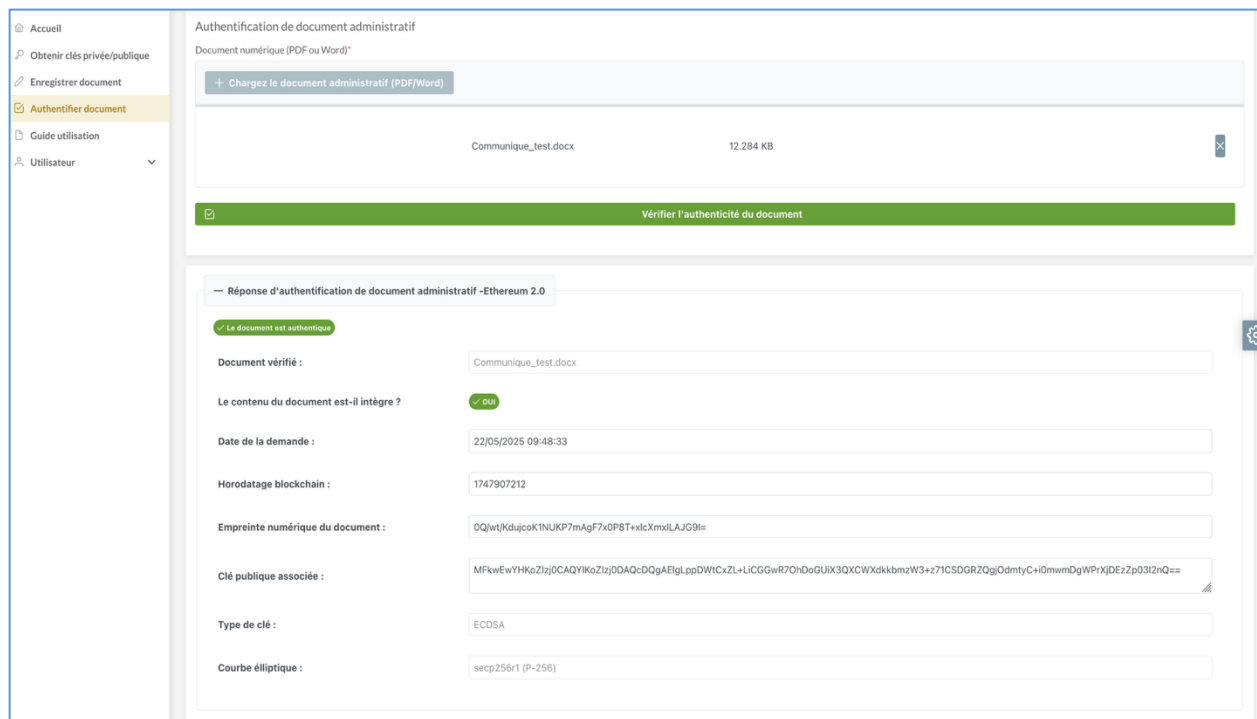 Accueil
Obtenir clés privée/publique
Enregistrer document
Authentifier document
Guide utilisation
Utilisateur
Authentification de document administratif
Document numérique (PDF ou Word)*
+ Chargez le document administratif (PDF/Word)
Communique_test.docx 12.284 KB
Vérifier l'authenticité du document
— Réponse d'authentification de document administratif -Ethereum 2.0
Le document est authentique
Document vérifié : Communique_test.docx
Le contenu du document est-il intègre ? OUI
Date de la demande : 22/05/2025 09:48:33
Horodatage blockchain : 1747907212
Empreinte numérique du document : 0Q/wt/KdujcoK1NUKP7mAgF7x0P8T+xlcXmxILAJG9I=
Clé publique associée : MFkwEwYHKoZIzj0CAQYIKoZIzj0DAQcDQgAEIgLppDWtCxZL+LiCGGwR7OhDoGUiX3QXCWXdkkbmzW3+z71CSDGRZQgjOdmtyC+i0mwmDgWPrXjDEzZp03I2nQ==
Type de clé : ECDSA
Courbe élliptique : secp256r1 (P-256)